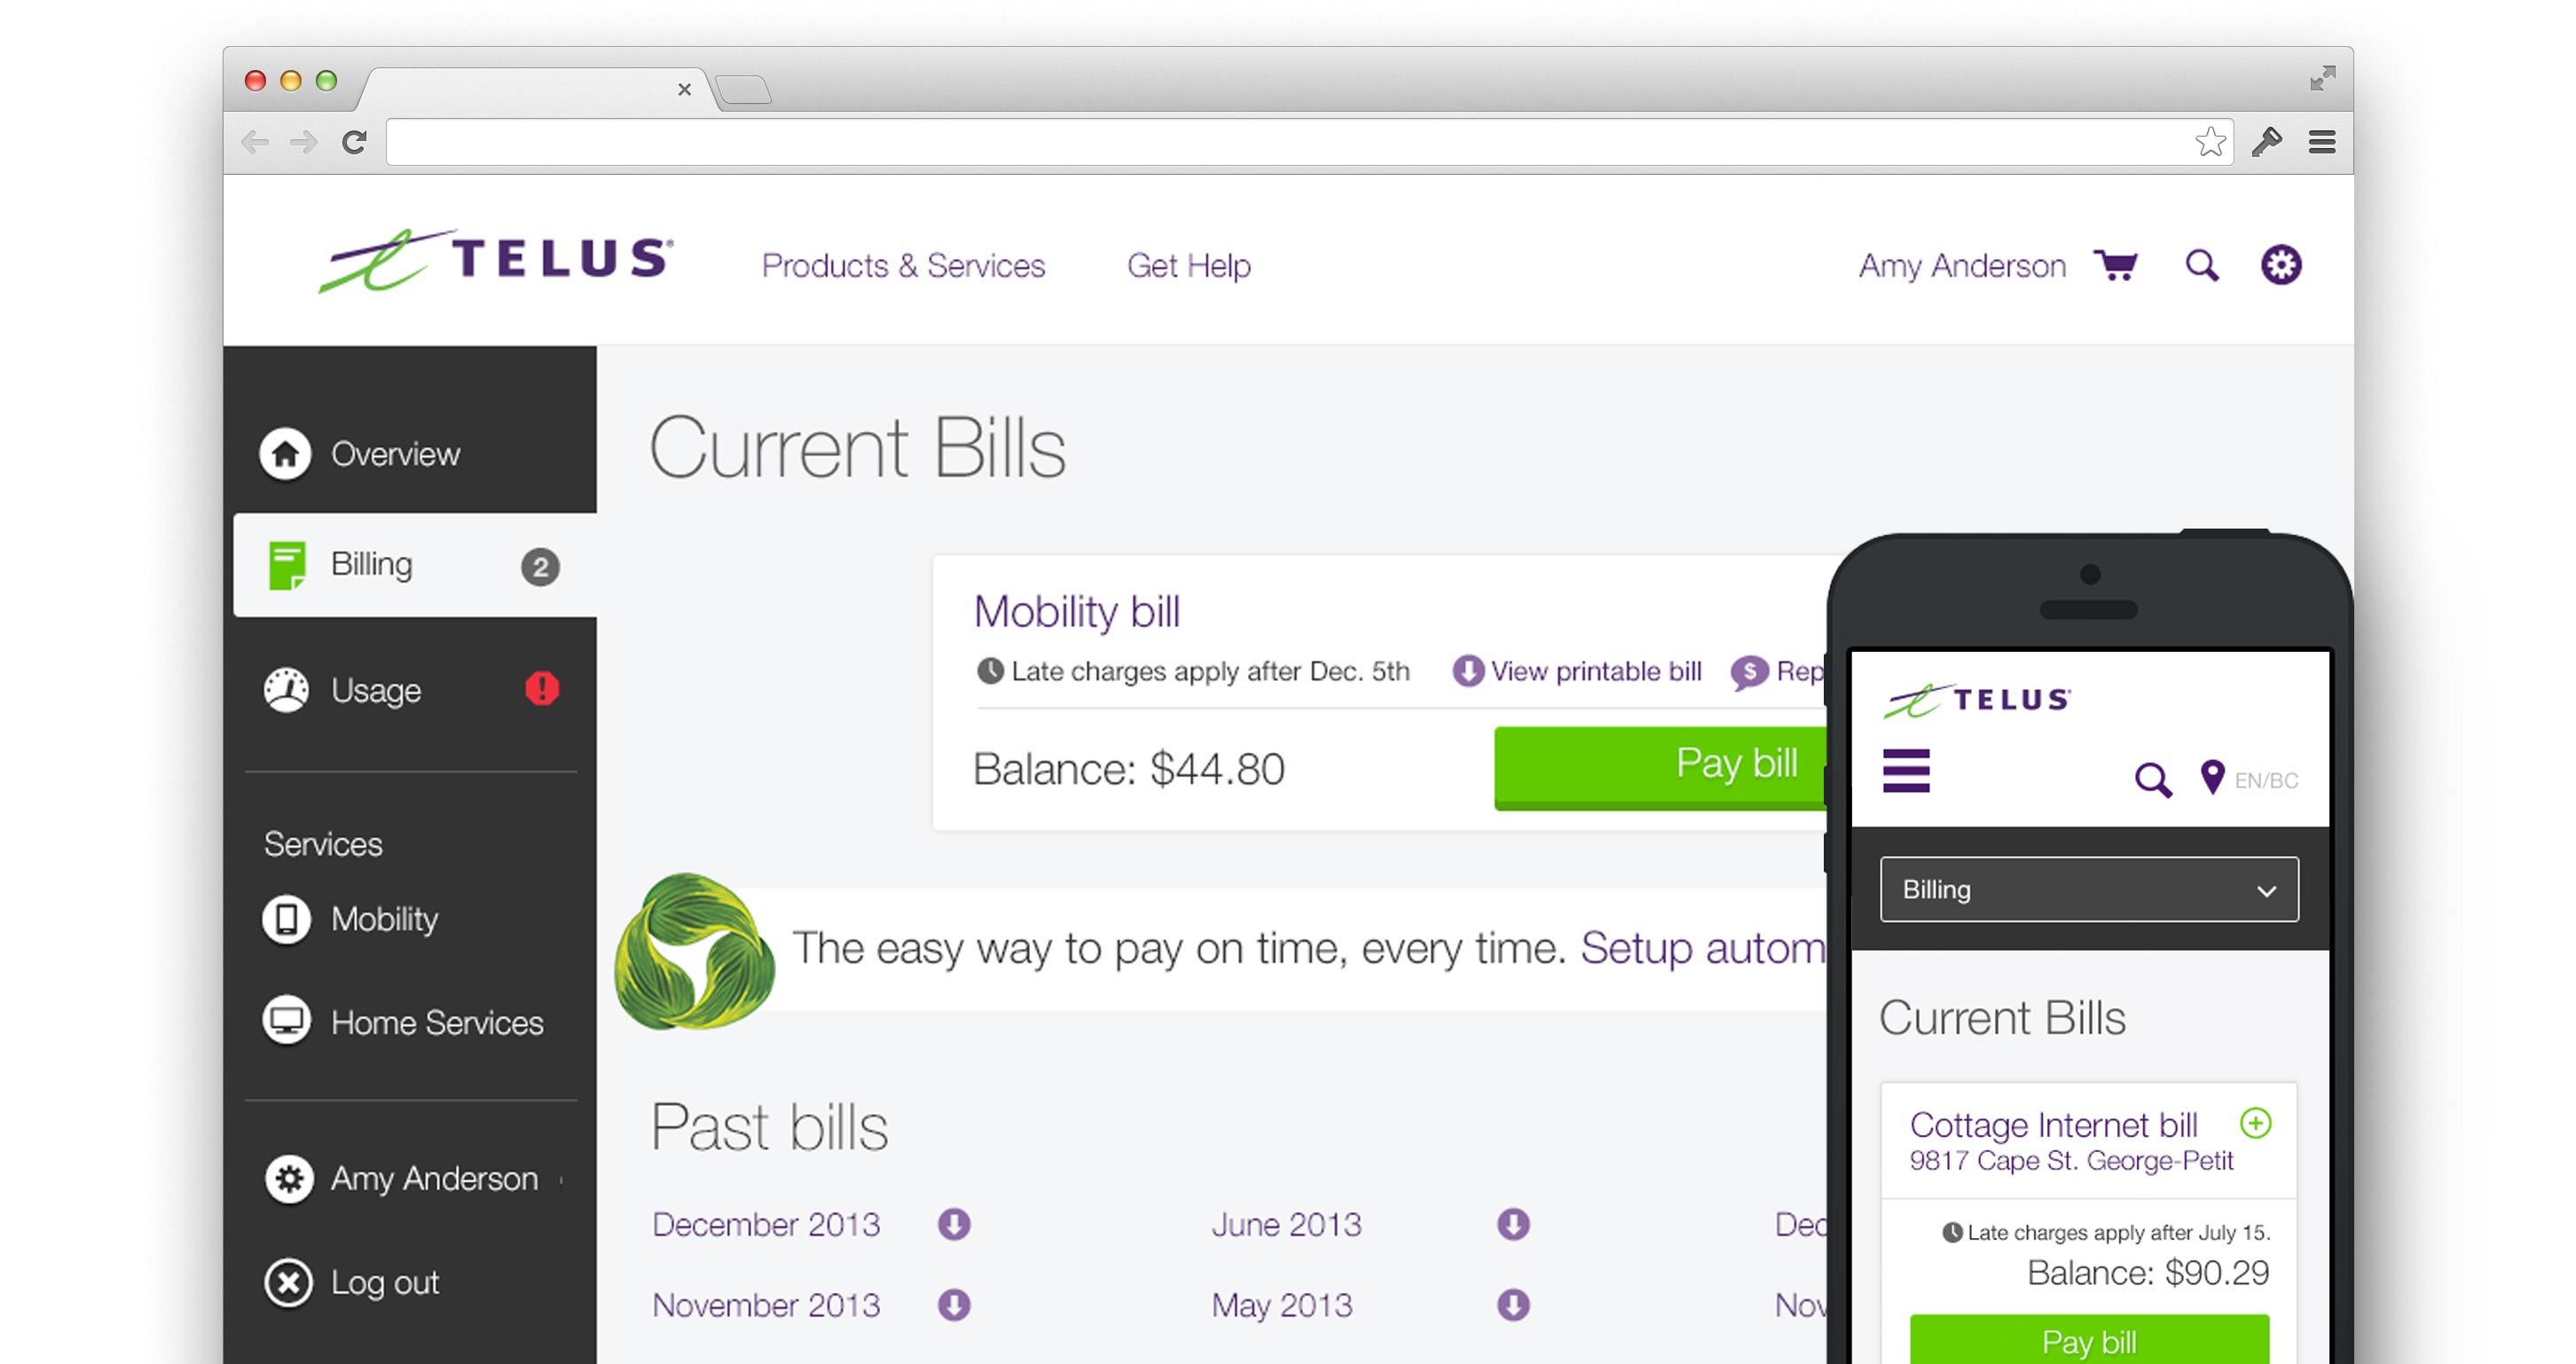 TELUS
Products & Services
Get Help
Amy Anderson
Overview
Billing
2
Usage
Services
Mobility
Home Services
Amy Anderson
Log out
Current Bills
Mobility bill
Late charges apply after Dec. 5th
View printable bill
Rep
Balance: $44.80
Pay bill
The easy way to pay on time, every time. Setup autom
Past bills
December 2013
June 2013
Dec
November 2013
May 2013
Nov
TELUS
EN/BC
Billing
Current Bills
Cottage Internet bill
9817 Cape St. George-Petit
Late charges apply after July 15.
Balance: $90.29
Pay bill